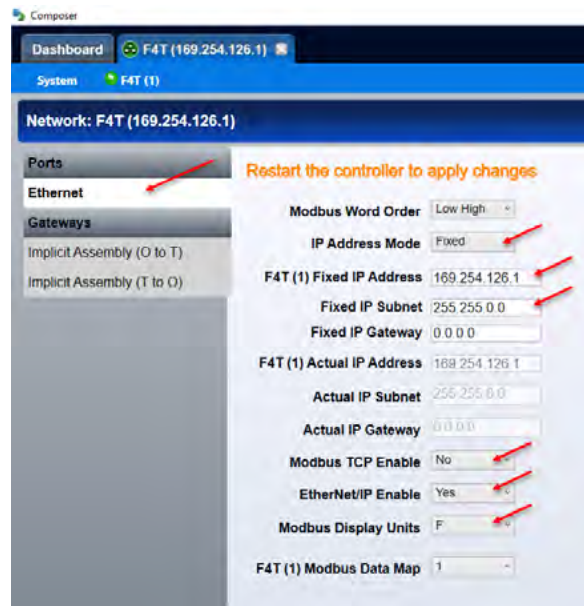 Composer
Dashboard F4T (169.254.126.1)
System F4T (1)
Network: F4T (169.254.126.1)
Ports
Ethernet
Gateways
Implicit Assembly (O to T)
Implicit Assembly (T to O)
Restart the controller to apply changes
Modbus Word Order Low High
IP Address Mode Fixed
F4T (1) Fixed IP Address 169.254.126.1
Fixed IP Subnet 255.255.0.0
Fixed IP Gateway 0.0.0.0
F4T (1) Actual IP Address 169.254.126.1
Actual IP Subnet 255.255.0.0
Actual IP Gateway 0.0.0.0
Modbus TCP Enable No
EtherNet/IP Enable Yes
Modbus Display Units F
F4T (1) Modbus Data Map 1